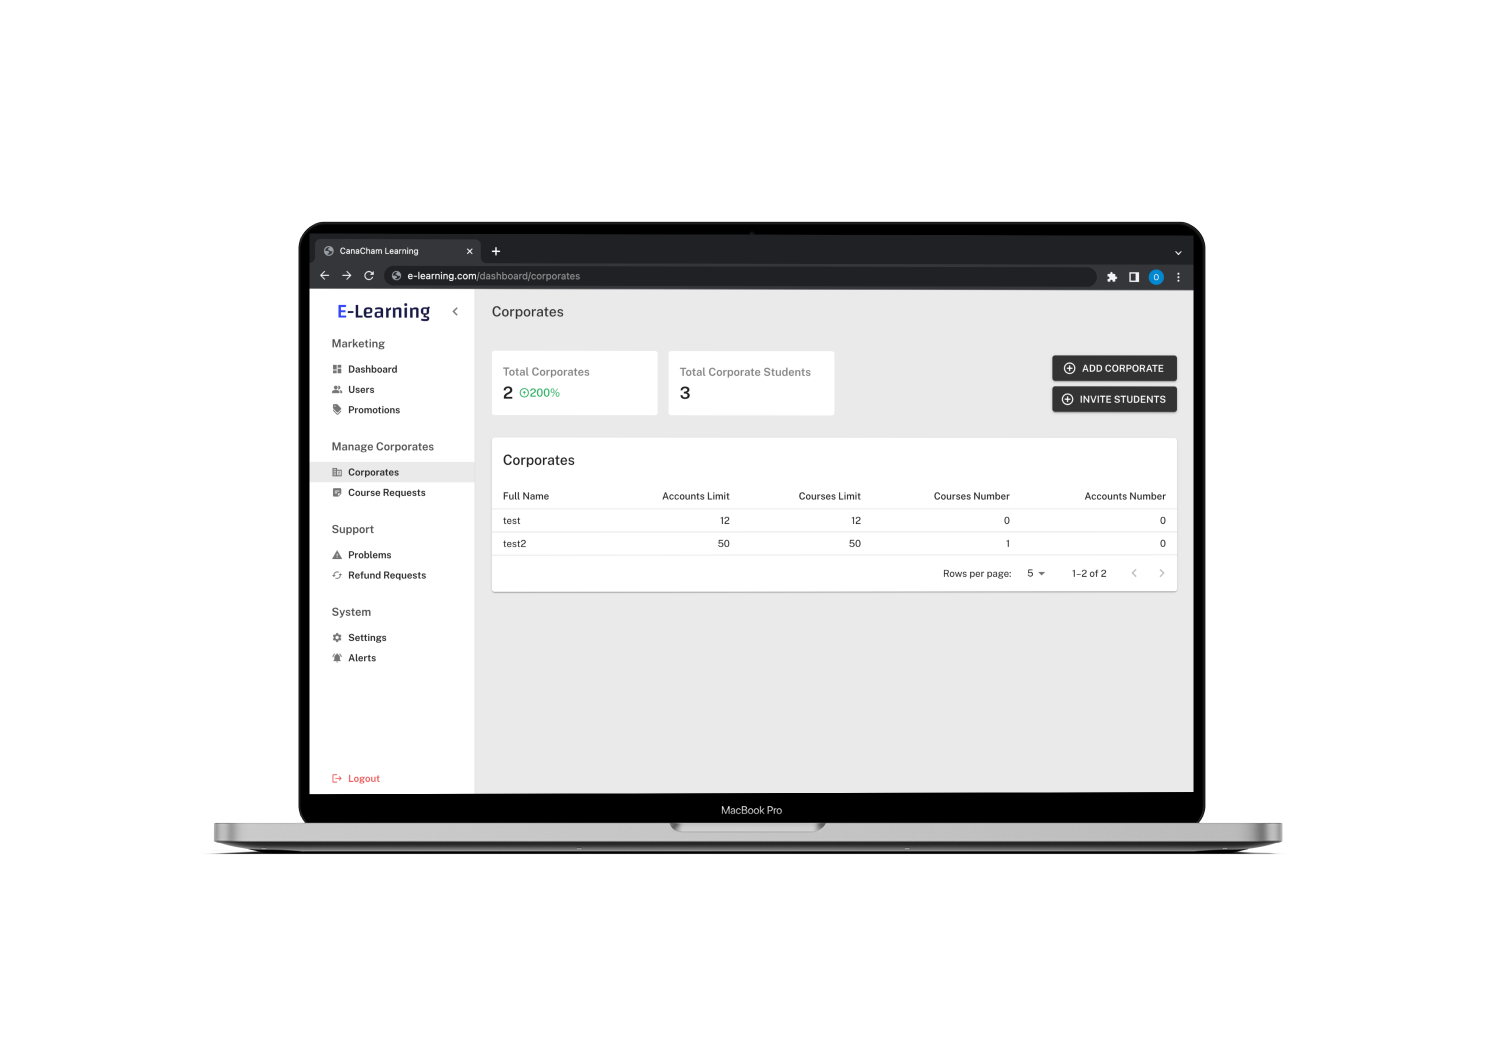 CanaCham Learning
e-learning.com/dashboard/corporates
O
E-Learning
Corporates
Marketing
Dashboard
Users
Promotions
Manage Corporates
Corporates
Course Requests
Support
Problems
Refund Requests
System
Settings
Alerts
Logout
Total Corporates
2 200%
Total Corporate Students
3
ADD CORPORATE
INVITE STUDENTS
Corporates
Full Name Accounts Limit Courses Limit Courses Number Accounts Number
test 12 12 0 0
test2 50 50 1 0
Rows per page: 5 1–2 of 2
MacBook Pro